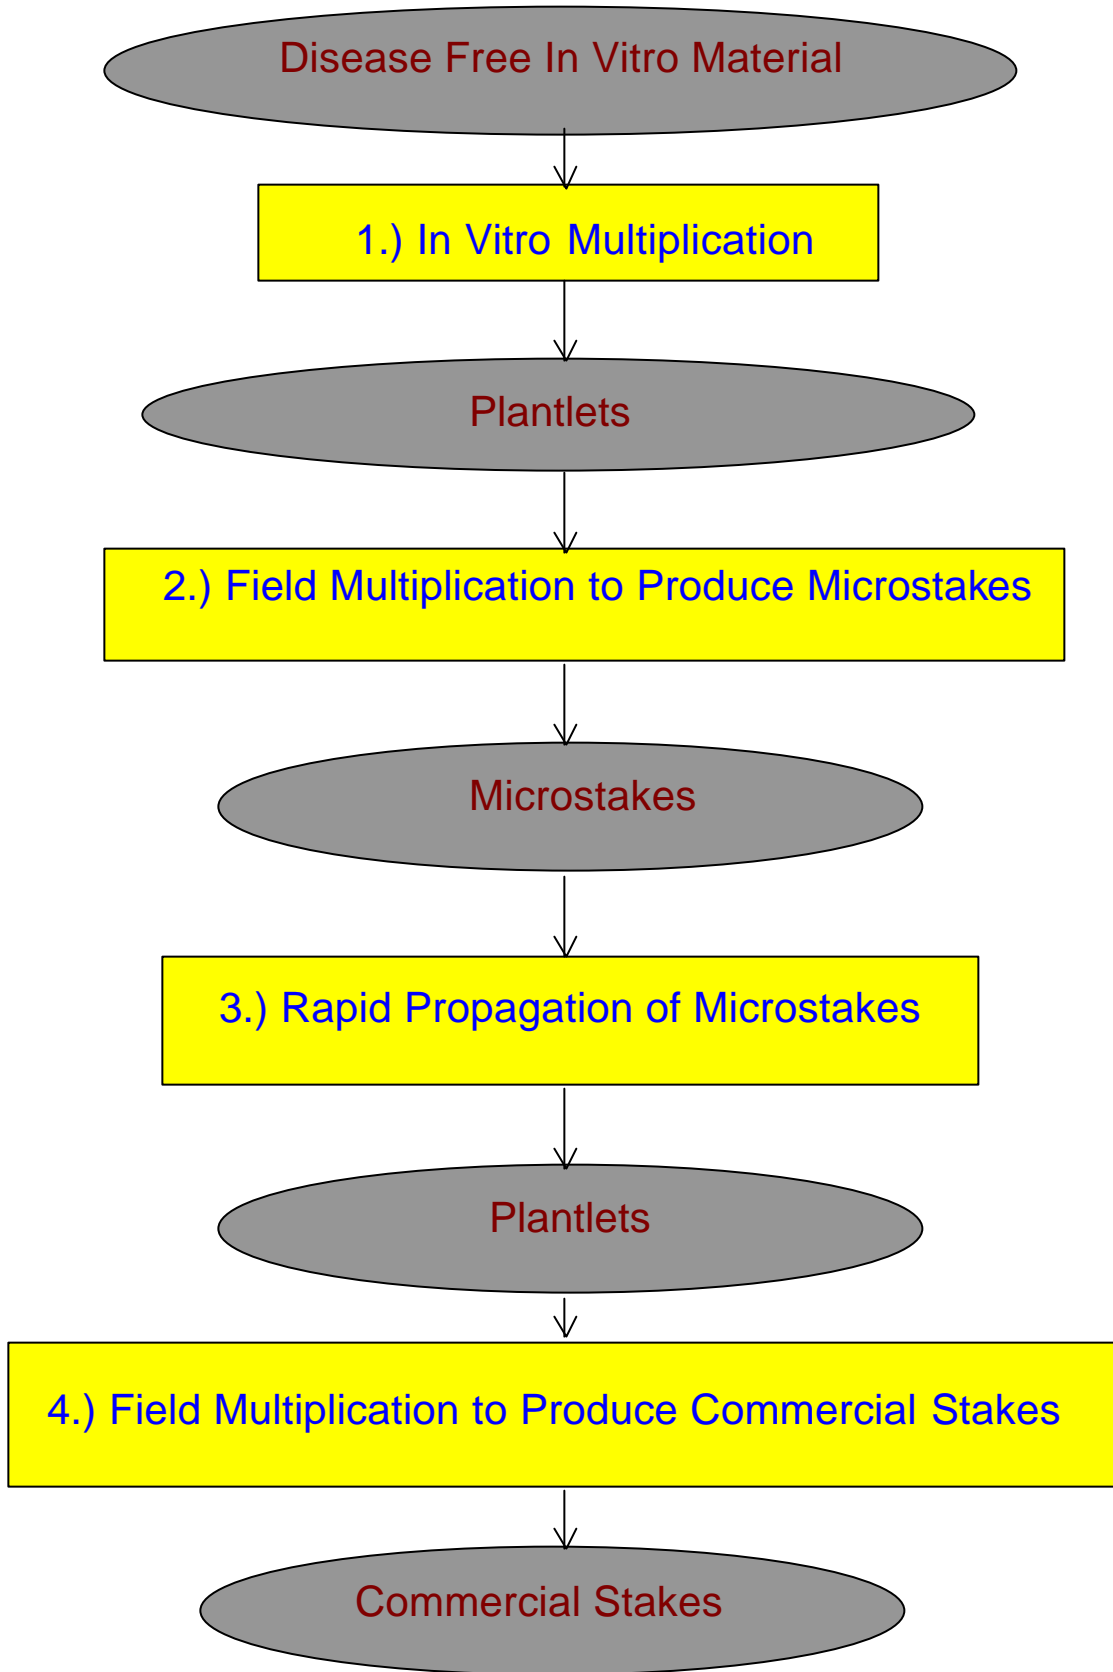 Disease Free In Vitro Material
1.) In Vitro Multiplication
Plantlets
2.) Field Multiplication to Produce Microstakes
Microstakes
3.) Rapid Propagation of Microstakes
Plantlets
4.) Field Multiplication to Produce Commercial Stakes
Commercial Stakes